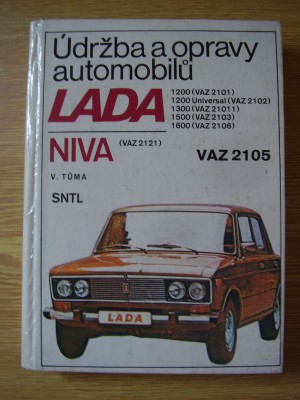 Údržba a opravy
automobilů
LADA
1200 (VAZ 2101)
1200 Universal (VAZ 2102)
1300 (VAZ 21011)
1500 (VAZ 2103)
1600 (VAZ 2106)
NIVA (VAZ 2121)
VAZ 2105
V. TŮMA
SNTL
LADA